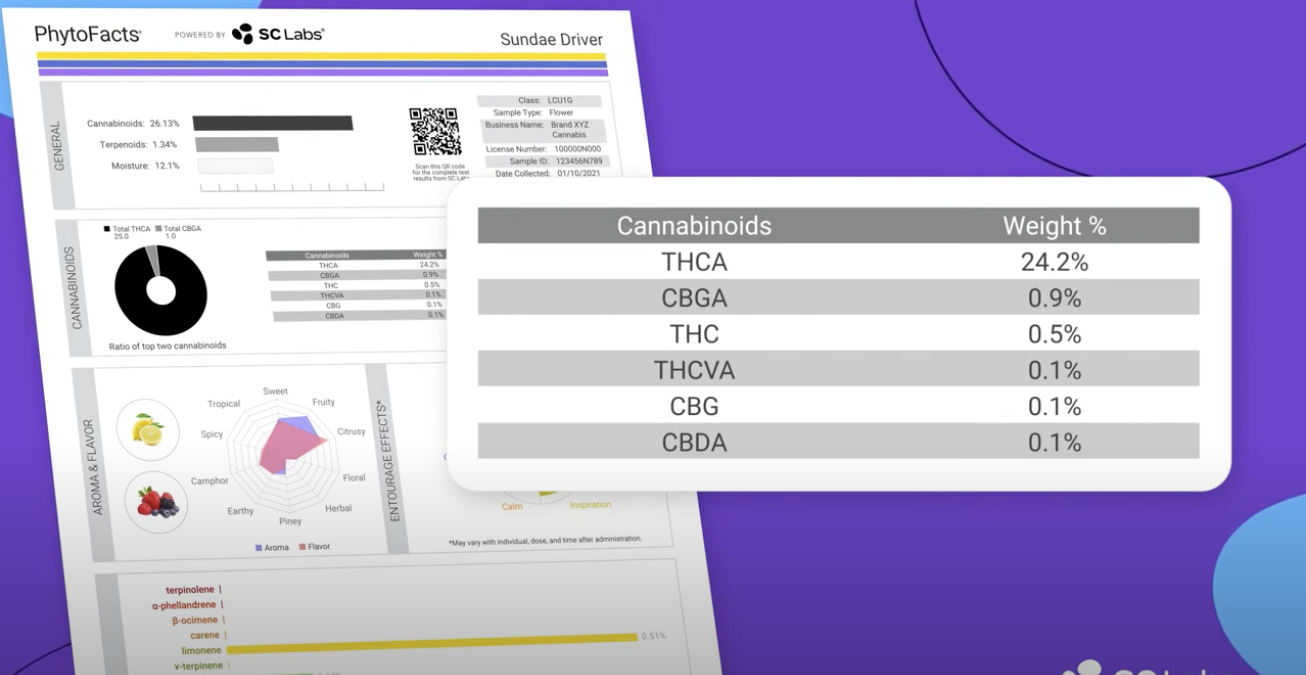 PhytoFacts®
POWERED BY SC Labs®
Sundae Driver
GENERAL
Cannabinoids: 26.13%
Terpenoids: 1.34%
Moisture: 12.1%
Scan this QR code
for the complete test
results from SC Labs
Class: LCU1G
Sample Type: Flower
Business Name: Brand XYZ
Cannabis
License Number: 100000N000
Sample ID: 123456N789
Date Collected: 01/10/2021
CANNABINOIDS
Total THCA Total CBGA
25.0 1.0
Ratio of top two cannabinoids
Cannabinoids Weight %
THCA 24.2%
CBGA 0.9%
THC 0.5%
THCVA 0.1%
CBG 0.1%
CBDA 0.1%
Cannabinoids Weight %
THCA 24.2%
CBGA 0.9%
THC 0.5%
THCVA 0.1%
CBG 0.1%
CBDA 0.1%
AROMA & FLAVOR
Sweet
Fruity
Citrusy
Floral
Herbal
Piney
Earthy
Camphor
Spicy
Tropical
Aroma Flavor
ENTOURAGE EFFECTS*
Calm Inspiration
*May vary with individual, dose, and time after administration.
terpinolene
α-phellandrene
β-ocimene
carene
limonene 0.51%
γ-terpinene